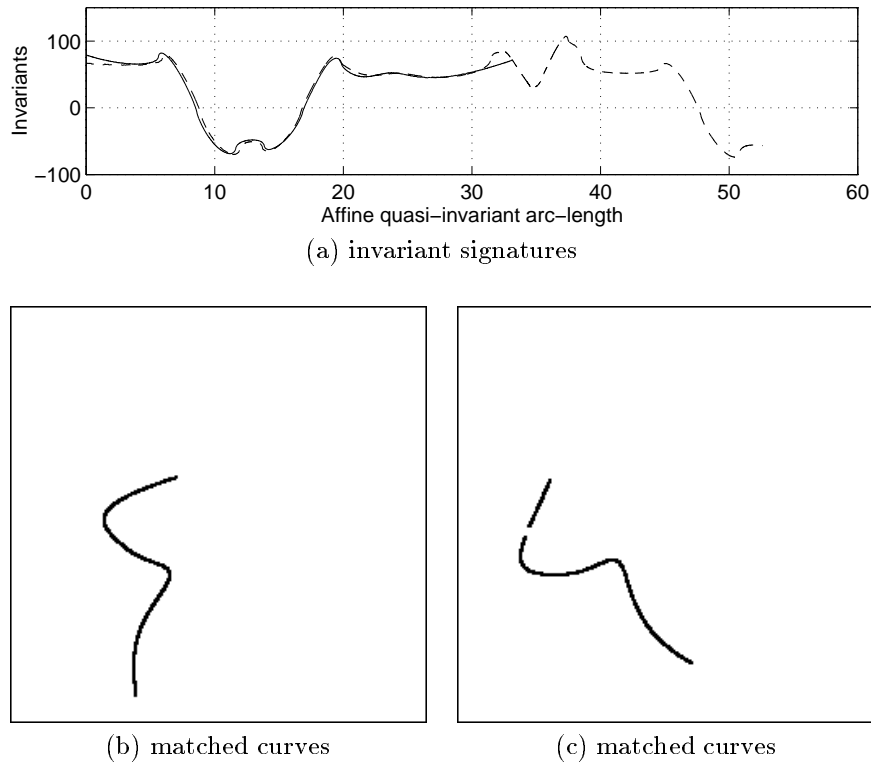 100
0
−100
Invariants
0 10 20 30 40 50 60
Affine quasi−invariant arc−length
(a) invariant signatures
(b) matched curves (c) matched curves